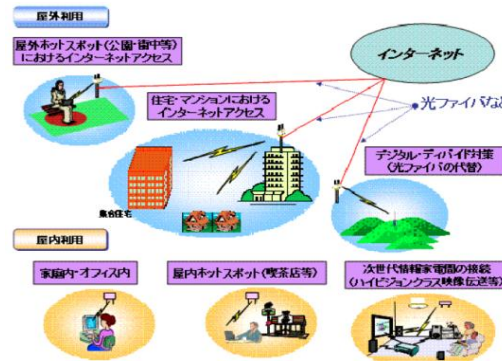 屋外利用
屋外ホットスポット(公園・街中等)
におけるインターネットアクセス
インターネット
住宅・マンションにおける
インターネットアクセス
光ファイバなど
デジタル・ディバイド対策
(光ファイバの代替)
集合住宅
屋内利用
家庭内・オフィス内
屋内ホットスポット(喫茶店等)
次世代情報家電間の接続
(ハイビジョンクラス映像伝送等)